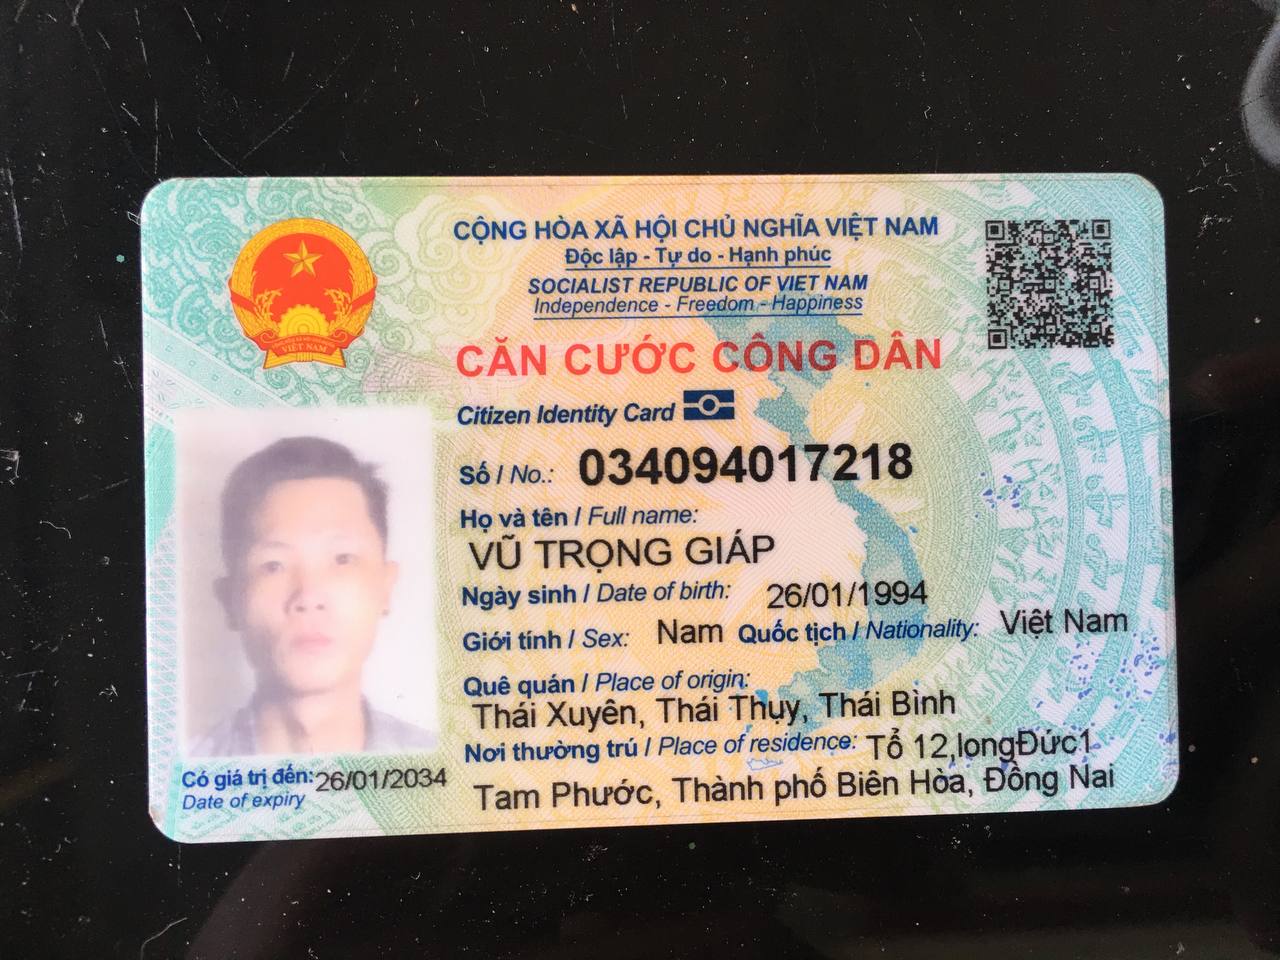 CỘNG HÒA XÃ HỘI CHỦ NGHĨA VIỆT NAM
Độc lập - Tự do - Hạnh phúc
SOCIALIST REPUBLIC OF VIET NAM
Independence - Freedom - Happiness
CĂN CƯỚC CÔNG DÂN
Citizen Identity Card
Số / No.: 034094017218
Họ và tên / Full name:
VŨ TRỌNG GIÁP
Ngày sinh / Date of birth: 26/01/1994
Giới tính / Sex: Nam Quốc tịch / Nationality: Việt Nam
Quê quán / Place of origin:
Thái Xuyên, Thái Thụy, Thái Bình
Nơi thường trú / Place of residence: Tổ 12,longĐức1
Tam Phước, Thành phố Biên Hòa, Đồng Nai
Có giá trị đến: 26/01/2034
Date of expiry
VIỆT NAM